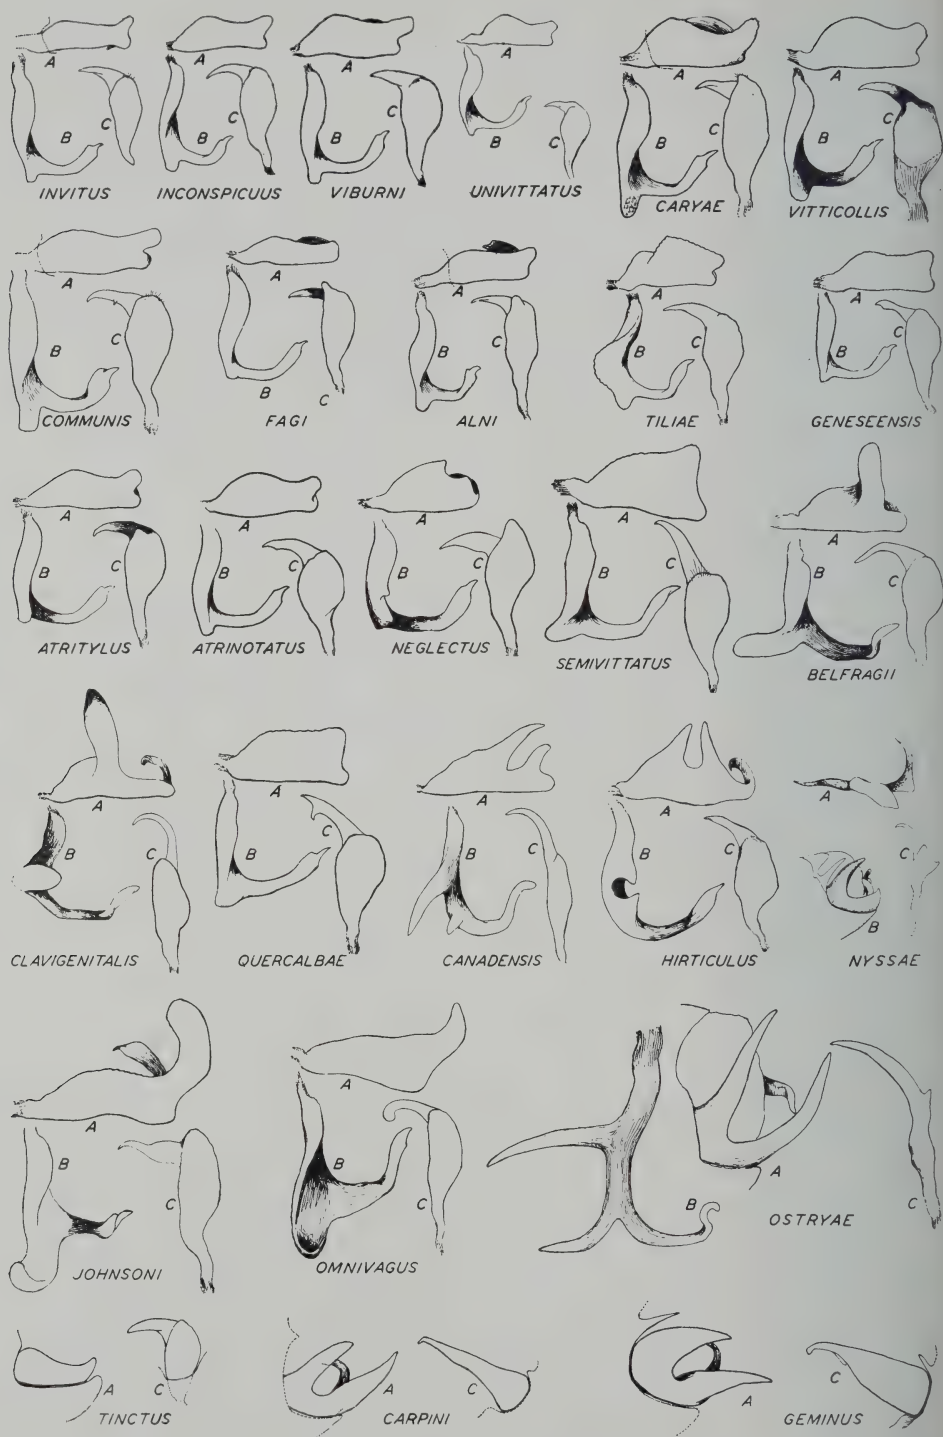 A A A A A A
B B B B B B
C C C C C C
INVITUS INCONSPICUUS VIBURNI UNIVITTATUS CARYAE VITTICOLLIS
A A A A A
B B B B B
C C C C C
COMMUNIS FAGI ALNI TILIAE GENESEENSIS
A A A A A
B B B B B
C C C C C
ATRITYLUS ATRINOTATUS NEGLECTUS SEMIVITTATUS BELFRAGII
A A A A A
B B B B B
C C C C C
CLAVIGENITALIS QUERCALBAE CANADENSIS HIRTICULUS NYSSAE
A A A
B B B
C C C
JOHNSONI OMNIVAGUS OSTRYAE
A C A C A C
TINCTUS CARPINI GEMINUS